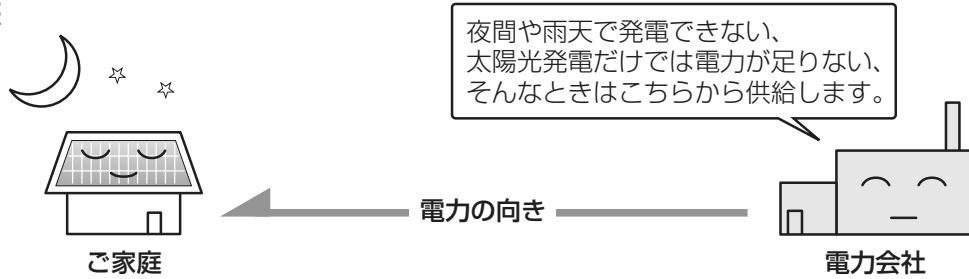 夜間や雨天で発電できない、
太陽光発電だけでは電力が足りない、
そんなときはこちらから供給します。
電力の向き
ご家庭
電力会社